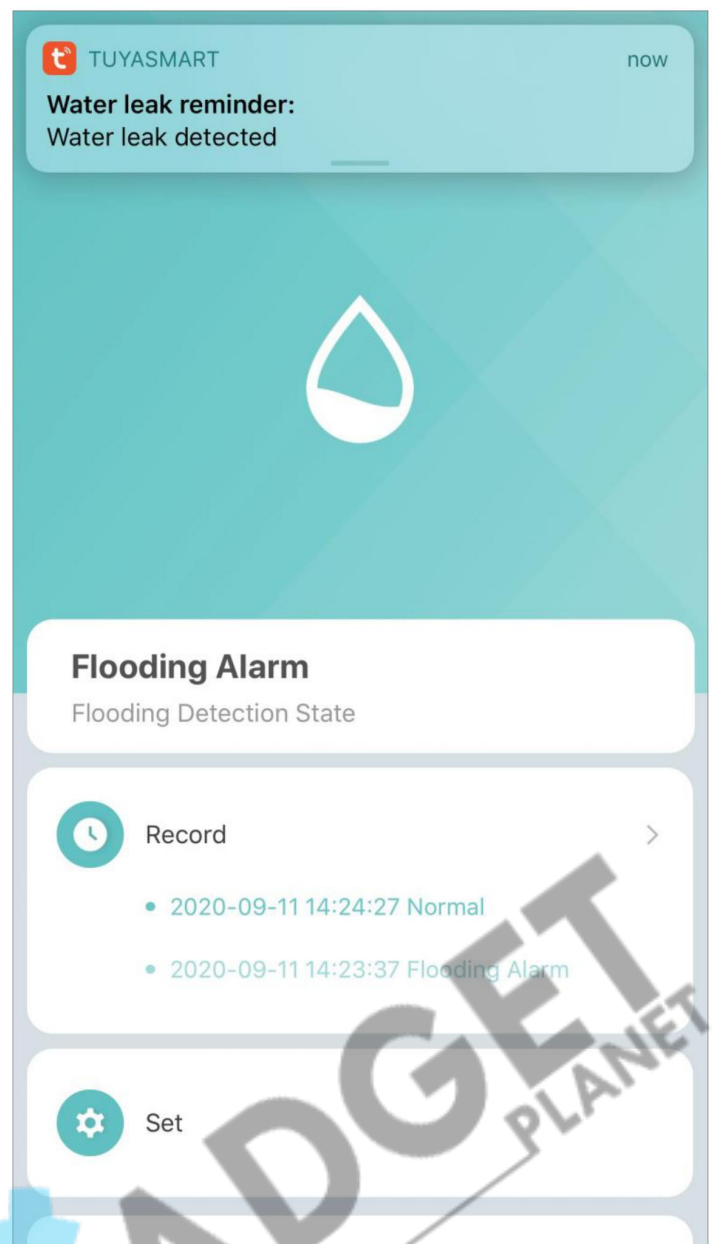 TUYASMART now
Water leak reminder:
Water leak detected
Flooding Alarm
Flooding Detection State
Record
2020-09-11 14:24:27 Normal
2020-09-11 14:23:37 Flooding Alarm
Set
ADGET
PLANET